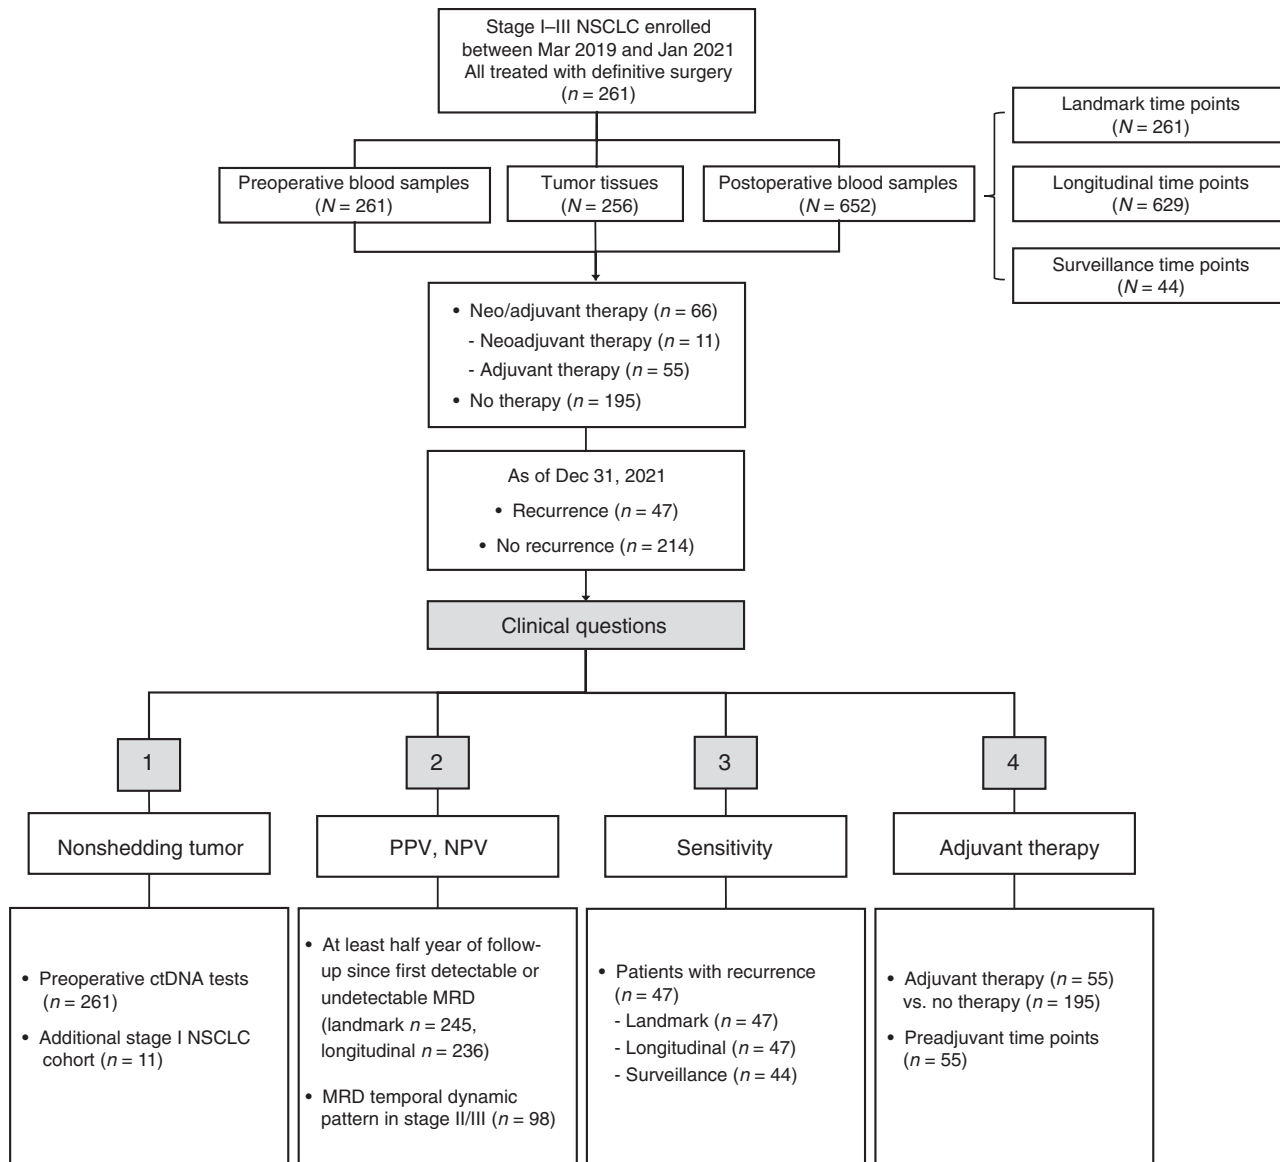 Stage I–III NSCLC enrolled
between Mar 2019 and Jan 2021
All treated with definitive surgery
(n = 261)
Landmark time points
(N = 261)
Preoperative blood samples
(N = 261)
Tumor tissues
(N = 256)
Postoperative blood samples
(N = 652)
Longitudinal time points
(N = 629)
Surveillance time points
(N = 44)
• Neo/adjuvant therapy (n = 66)
- Neoadjuvant therapy (n = 11)
- Adjuvant therapy (n = 55)
• No therapy (n = 195)
As of Dec 31, 2021
• Recurrence (n = 47)
• No recurrence (n = 214)
Clinical questions
1
2
3
4
Nonshedding tumor
PPV, NPV
Sensitivity
Adjuvant therapy
• Preoperative ctDNA tests
(n = 261)
• Additional stage I NSCLC
cohort (n = 11)
• At least half year of follow-
up since first detectable or
undetectable MRD
(landmark n = 245,
longitudinal n = 236)
• MRD temporal dynamic
pattern in stage II/III (n = 98)
• Patients with recurrence
(n = 47)
- Landmark (n = 47)
- Longitudinal (n = 47)
- Surveillance (n = 44)
• Adjuvant therapy (n = 55)
vs. no therapy (n = 195)
• Preadjuvant time points
(n = 55)